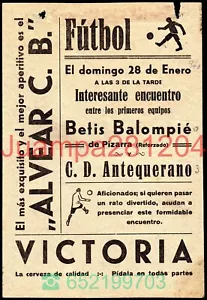 El más exquisito y el mejor aperitivo es el
„ALVEAR C. B."
Fútbol
El domingo 28 de Enero
A LAS 3 DE LA TARDE
Interesante encuentro
entre los primeros equipos
Betis Balompié
de Pizarra (Reforzado)
C. D. Antequerano
Aficionados; si quieren pasar
un rato divertido, acudan a
presenciar este formidable
encuentro.
VICTORIA
La cerveza de calidad - Pídala en todas partes
Juampa281204
652199703